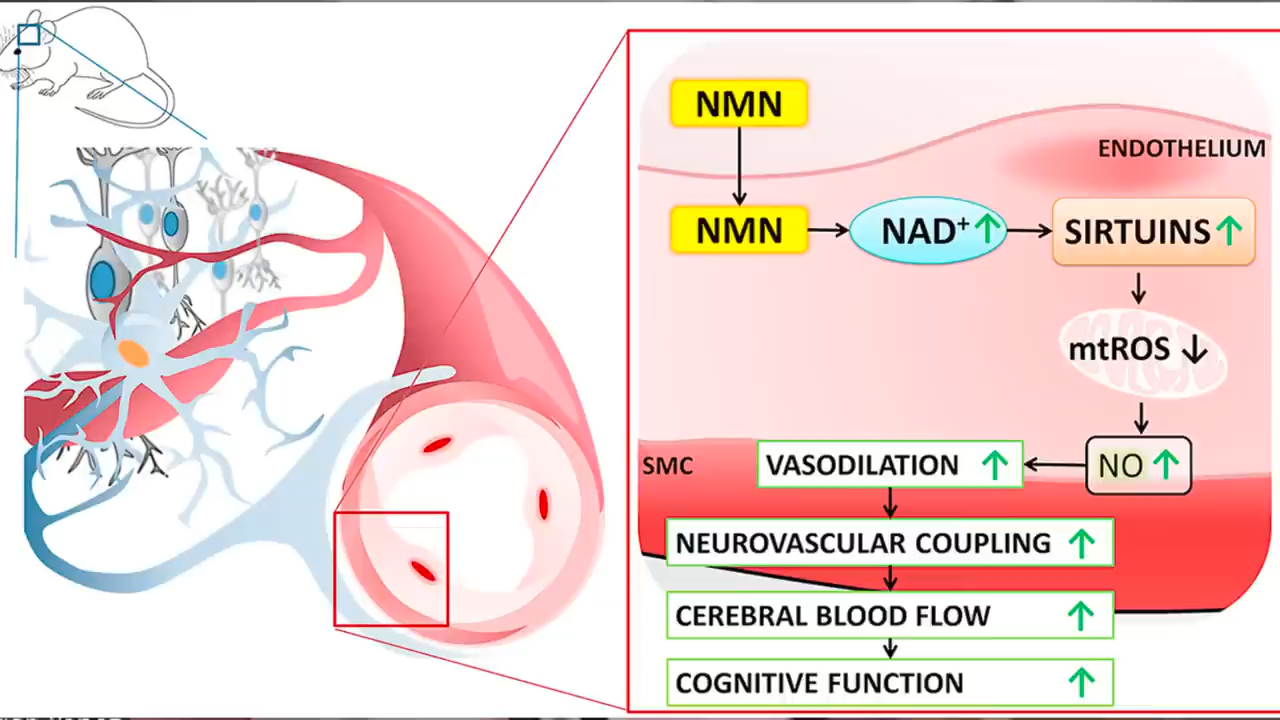 NMN
ENDOTHELIUM
NMN
NAD+↑
SIRTUINS↑
mtROS↓
SMC
VASODILATION ↑
NO↑
NEUROVASCULAR COUPLING ↑
CEREBRAL BLOOD FLOW ↑
COGNITIVE FUNCTION ↑